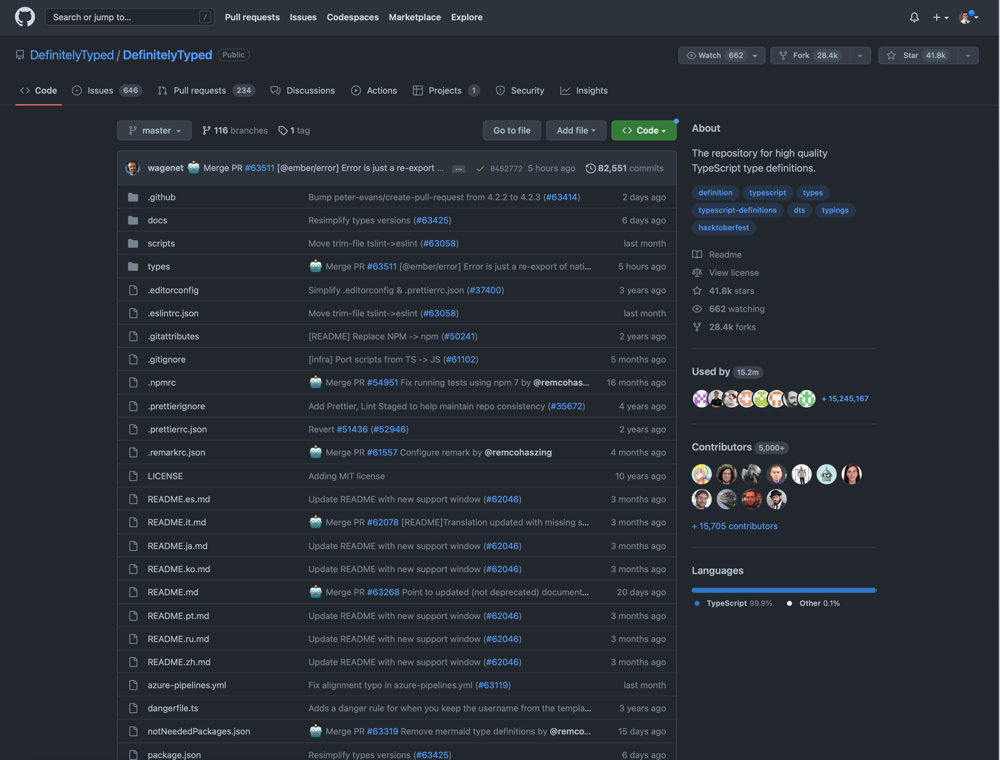 Search or jump to... /
Pull requests Issues Codespaces Marketplace Explore
DefinitelyTyped / DefinitelyTyped Public
Watch 662 Fork 28.4k Star 41.8k
Code Issues 646 Pull requests 234 Discussions Actions Projects 1 Security Insights
master 116 branches 1 tag Go to file Add file Code
wagenet 🤖 Merge PR #63511 [@ember/error] Error is just a re-export ... ... 0452772 5 hours ago 82,551 commits
.github Bump peter-evans/create-pull-request from 4.2.2 to 4.2.3 (#63414) 2 days ago
docs Resimplify types versions (#63425) 6 days ago
scripts Move trim-file tslint->eslint (#63058) last month
types 🤖 Merge PR #63511 [@ember/error] Error is just a re-export of nati... 5 hours ago
.editorconfig Simplify .editorconfig & .prettierrc.json (#37400) 3 years ago
.eslintrc.json Move trim-file tslint->eslint (#63058) last month
.gitattributes [README] Replace NPM -> npm (#50241) 2 years ago
.gitignore [infra] Port scripts from TS -> JS (#61102) 5 months ago
.npmrc 🤖 Merge PR #54951 Fix running tests using npm 7 by @remcohas... 16 months ago
.prettierignore Add Prettier, Lint Staged to help maintain repo consistency (#35672) 4 years ago
.prettierrc.json Revert #51436 (#52946) 2 years ago
.remarkrc.json 🤖 Merge PR #61557 Configure remark by @remcohaszing 4 months ago
LICENSE Adding MIT license 10 years ago
README.es.md Update README with new support window (#62046) 3 months ago
README.it.md 🤖 Merge PR #62078 [README]Translation updated with missing s... 3 months ago
README.ja.md Update README with new support window (#62046) 3 months ago
README.ko.md Update README with new support window (#62046) 3 months ago
README.md 🤖 Merge PR #63268 Point to updated (not deprecated) document... 20 days ago
README.pt.md Update README with new support window (#62046) 3 months ago
README.ru.md Update README with new support window (#62046) 3 months ago
README.zh.md Update README with new support window (#62046) 3 months ago
azure-pipelines.yml Fix alignment typo in azure-pipelines.yml (#63119) last month
dangerfile.ts Adds a danger rule for when you keep the username from the templa... 3 years ago
notNeededPackages.json 🤖 Merge PR #63319 Remove mermaid type definitions by @remco... 15 days ago
package.json Resimplify types versions (#63425) 6 days ago
About
The repository for high quality
TypeScript type definitions.
definition typescript types
typescript-definitions dts typings
hacktoberfest
Readme
View license
41.8k stars
662 watching
28.4k forks
Used by 15.2m
+ 15,245,167
Contributors 5,000+
+ 15,705 contributors
Languages
TypeScript 99.9% Other 0.1%